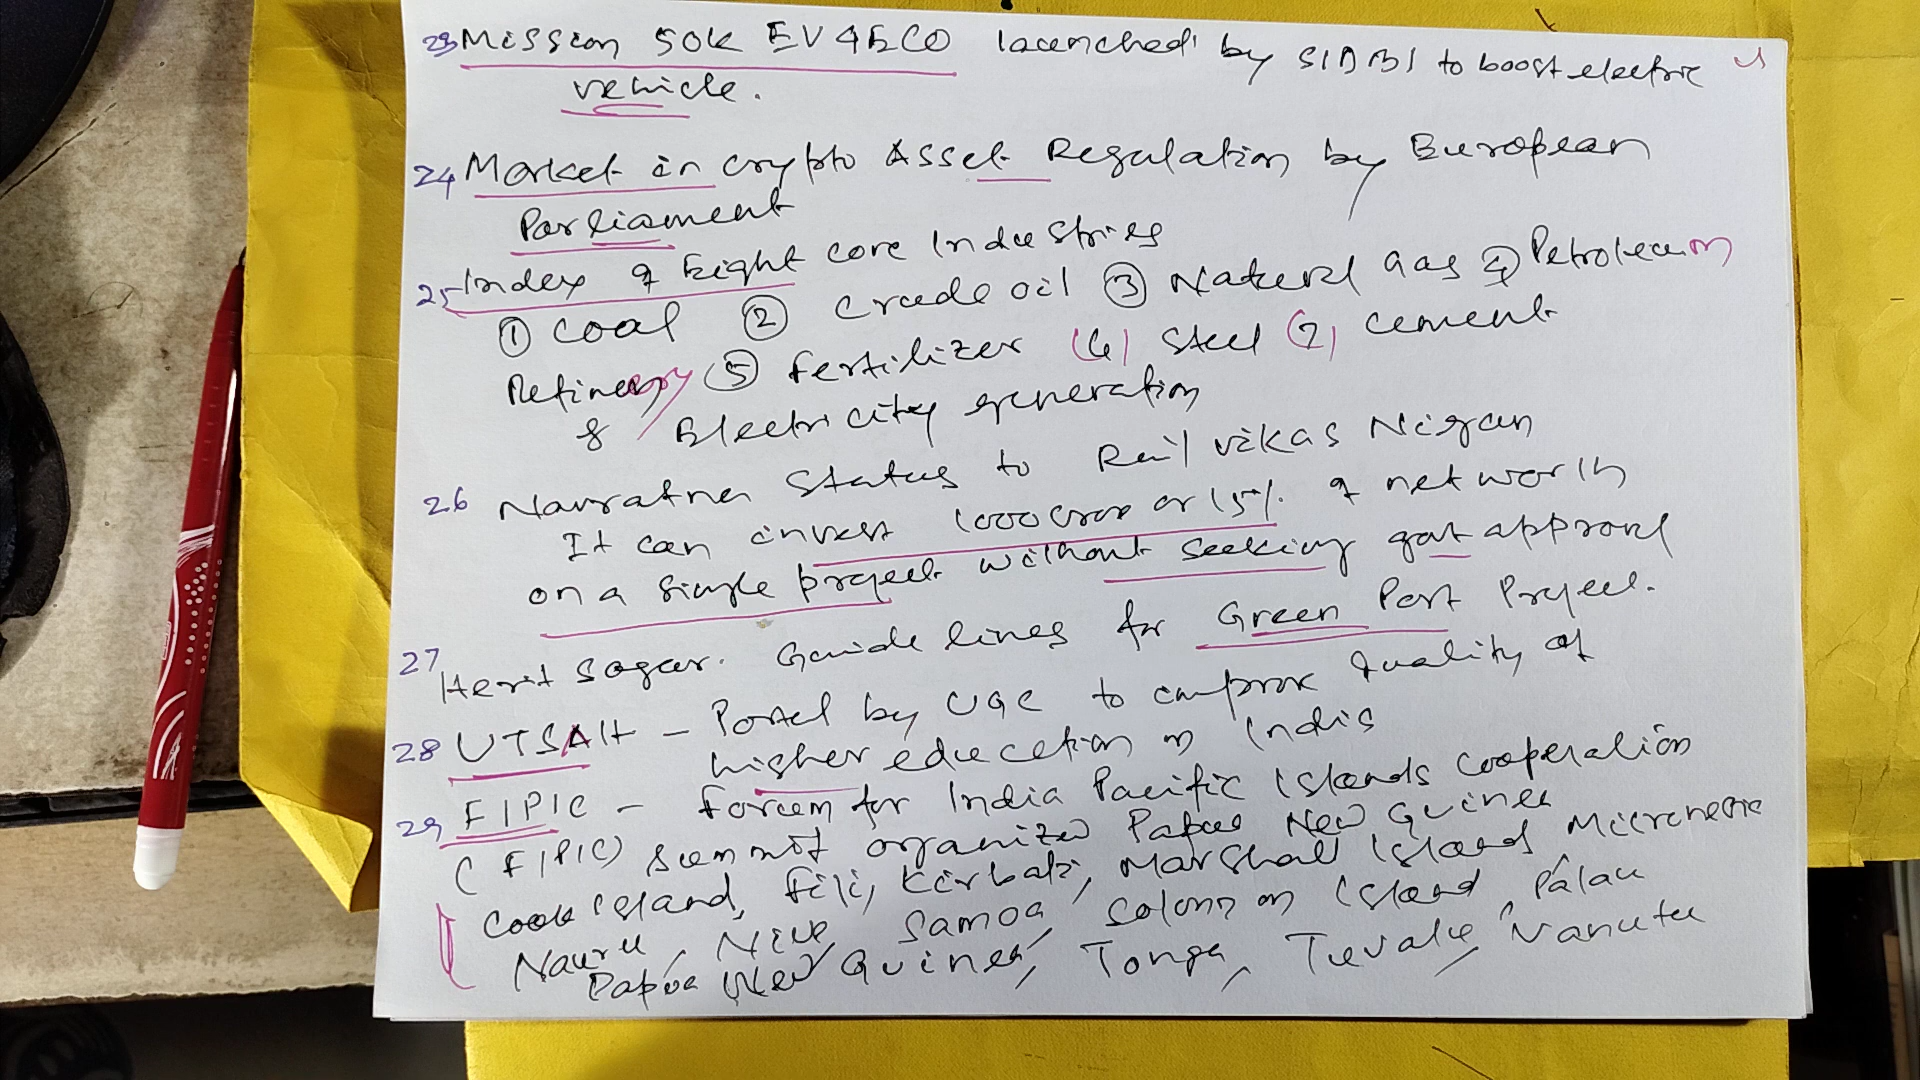 23 Mission 50K EV4ECO launched by SIDBI to boost electric
vehicle.
24 Market in crypto Asset Regulation by European
Parliament
25 Index of Eight core Industries
① Coal ② Crude oil ③ Natural Gas ④ Petroleum
Refinery ⑤ Fertilizer (6) Steel (7) Cement
8 Electricity generation
26 Navratna Status to Rail vikas Nigam
It can invest 1000 crore or 15% of net worth
on a single project without seeking govt approval
27 Harit Sagar. Guide lines for Green Port Project.
28 UTSAH - Portal by UGC to improve quality of
higher education in India
29 FIPIC - Forum for India Pacific Islands cooperation
(FIPIC) summit organized Papua New Guinea
Cook Island, Fiji, Kirbati, Marshall Island Micronesia
Nauru, Niue, Samoa, Solomon Island, Palau
Papua New Guinea, Tonga, Tuvalu, Vanutu